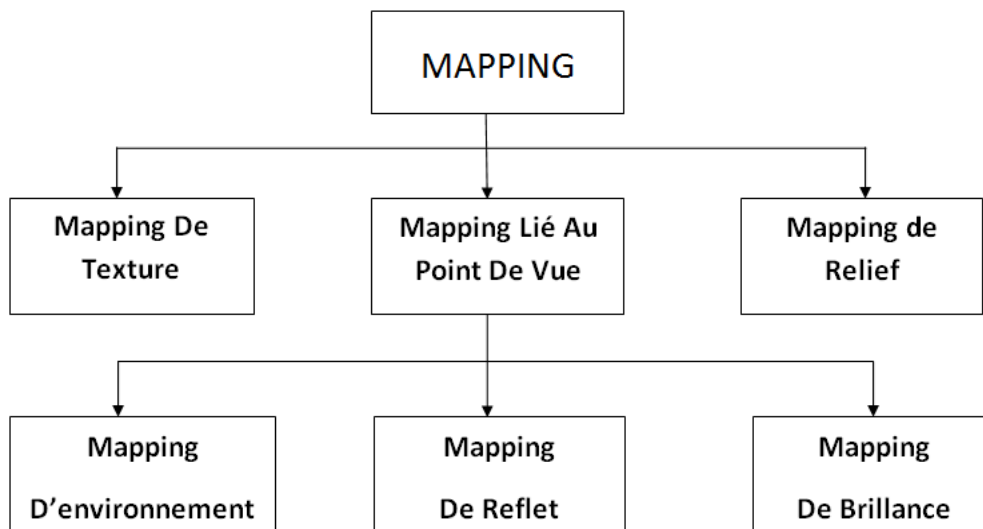 MAPPING
Mapping De
Texture
Mapping Lié Au
Point De Vue
Mapping de
Relief
Mapping
D’environnement
Mapping
De Reflet
Mapping
De Brillance